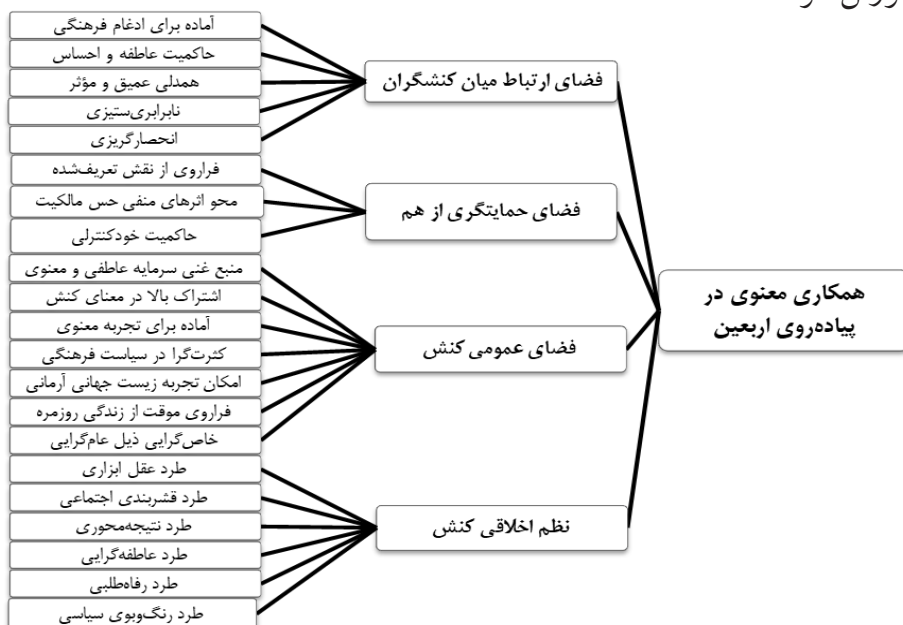 همکاری معنوی در
پیاده‌روی اربعین
فضای ارتباط میان کنشگران
آماده برای ادغام فرهنگی
حاکمیت عاطفه و احساس
همدلی عمیق و مؤثر
نابرابری‌ستیزی
انحصارگریزی
فضای حمایتگری از هم
فراروی از نقش تعریف‌شده
محو اثرهای منفی حس مالکیت
حاکمیت خودکنترلی
فضای عمومی کنش
منبع غنی سرمایه عاطفی و معنوی
اشتراک بالا در معنای کنش
آماده برای تجربه معنوی
کثرت‌گرا در سیاست فرهنگی
امکان تجربه زیست جهانی آرمانی
فراروی موقت از زندگی روزمره
خاص‌گرایی ذیل عام‌گرایی
نظم اخلاقی کنش
طرد عقل ابزاری
طرد قشربندی اجتماعی
طرد نتیجه‌محوری
طرد عاطفه‌گرایی
طرد رفاه‌طلبی
طرد رنگ‌وبوی سیاسی